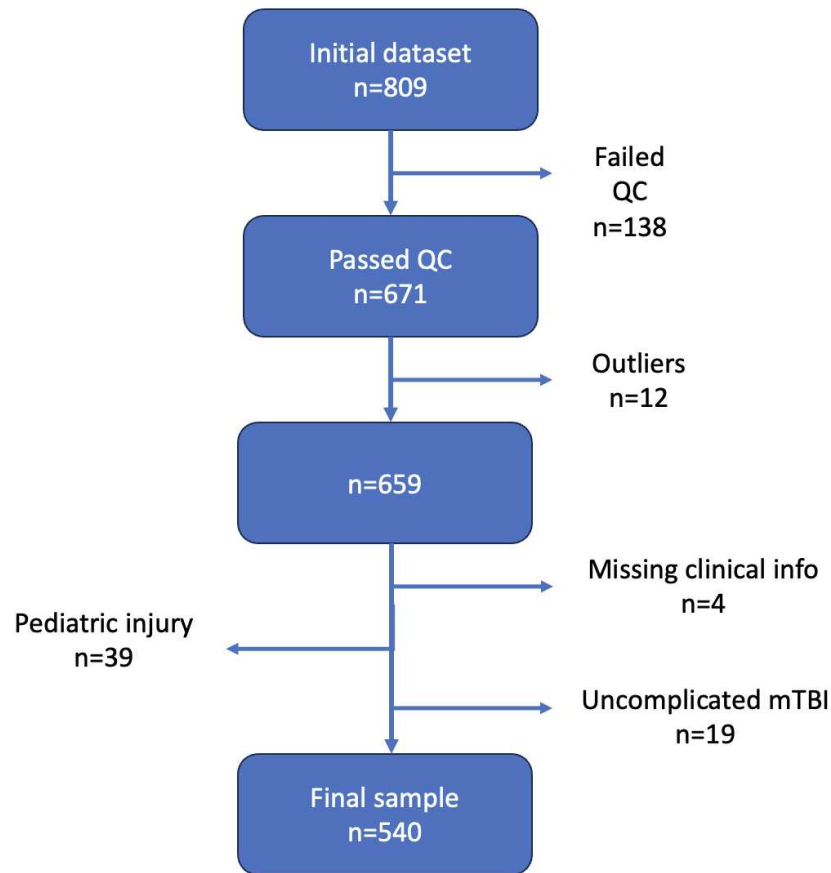 Initial dataset
n=809
Failed
QC
n=138
Passed QC
n=671
Outliers
n=12
n=659
Missing clinical info
n=4
Pediatric injury
n=39
Uncomplicated mTBI
n=19
Final sample
n=540